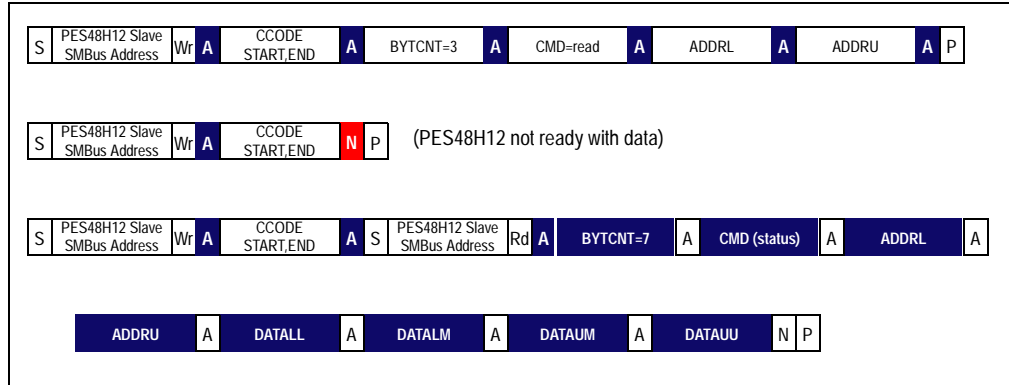 S PES48H12 Slave SMBus Address Wr A CCODE START,END A BYTCNT=3 A CMD=read A ADDRL A ADDRU A P
S PES48H12 Slave SMBus Address Wr A CCODE START,END N P (PES48H12 not ready with data)
S PES48H12 Slave SMBus Address Wr A CCODE START,END A S PES48H12 Slave SMBus Address Rd A BYTCNT=7 A CMD (status) A ADDRL A
ADDRU A DATALL A DATALM A DATAUM A DATAUU N P